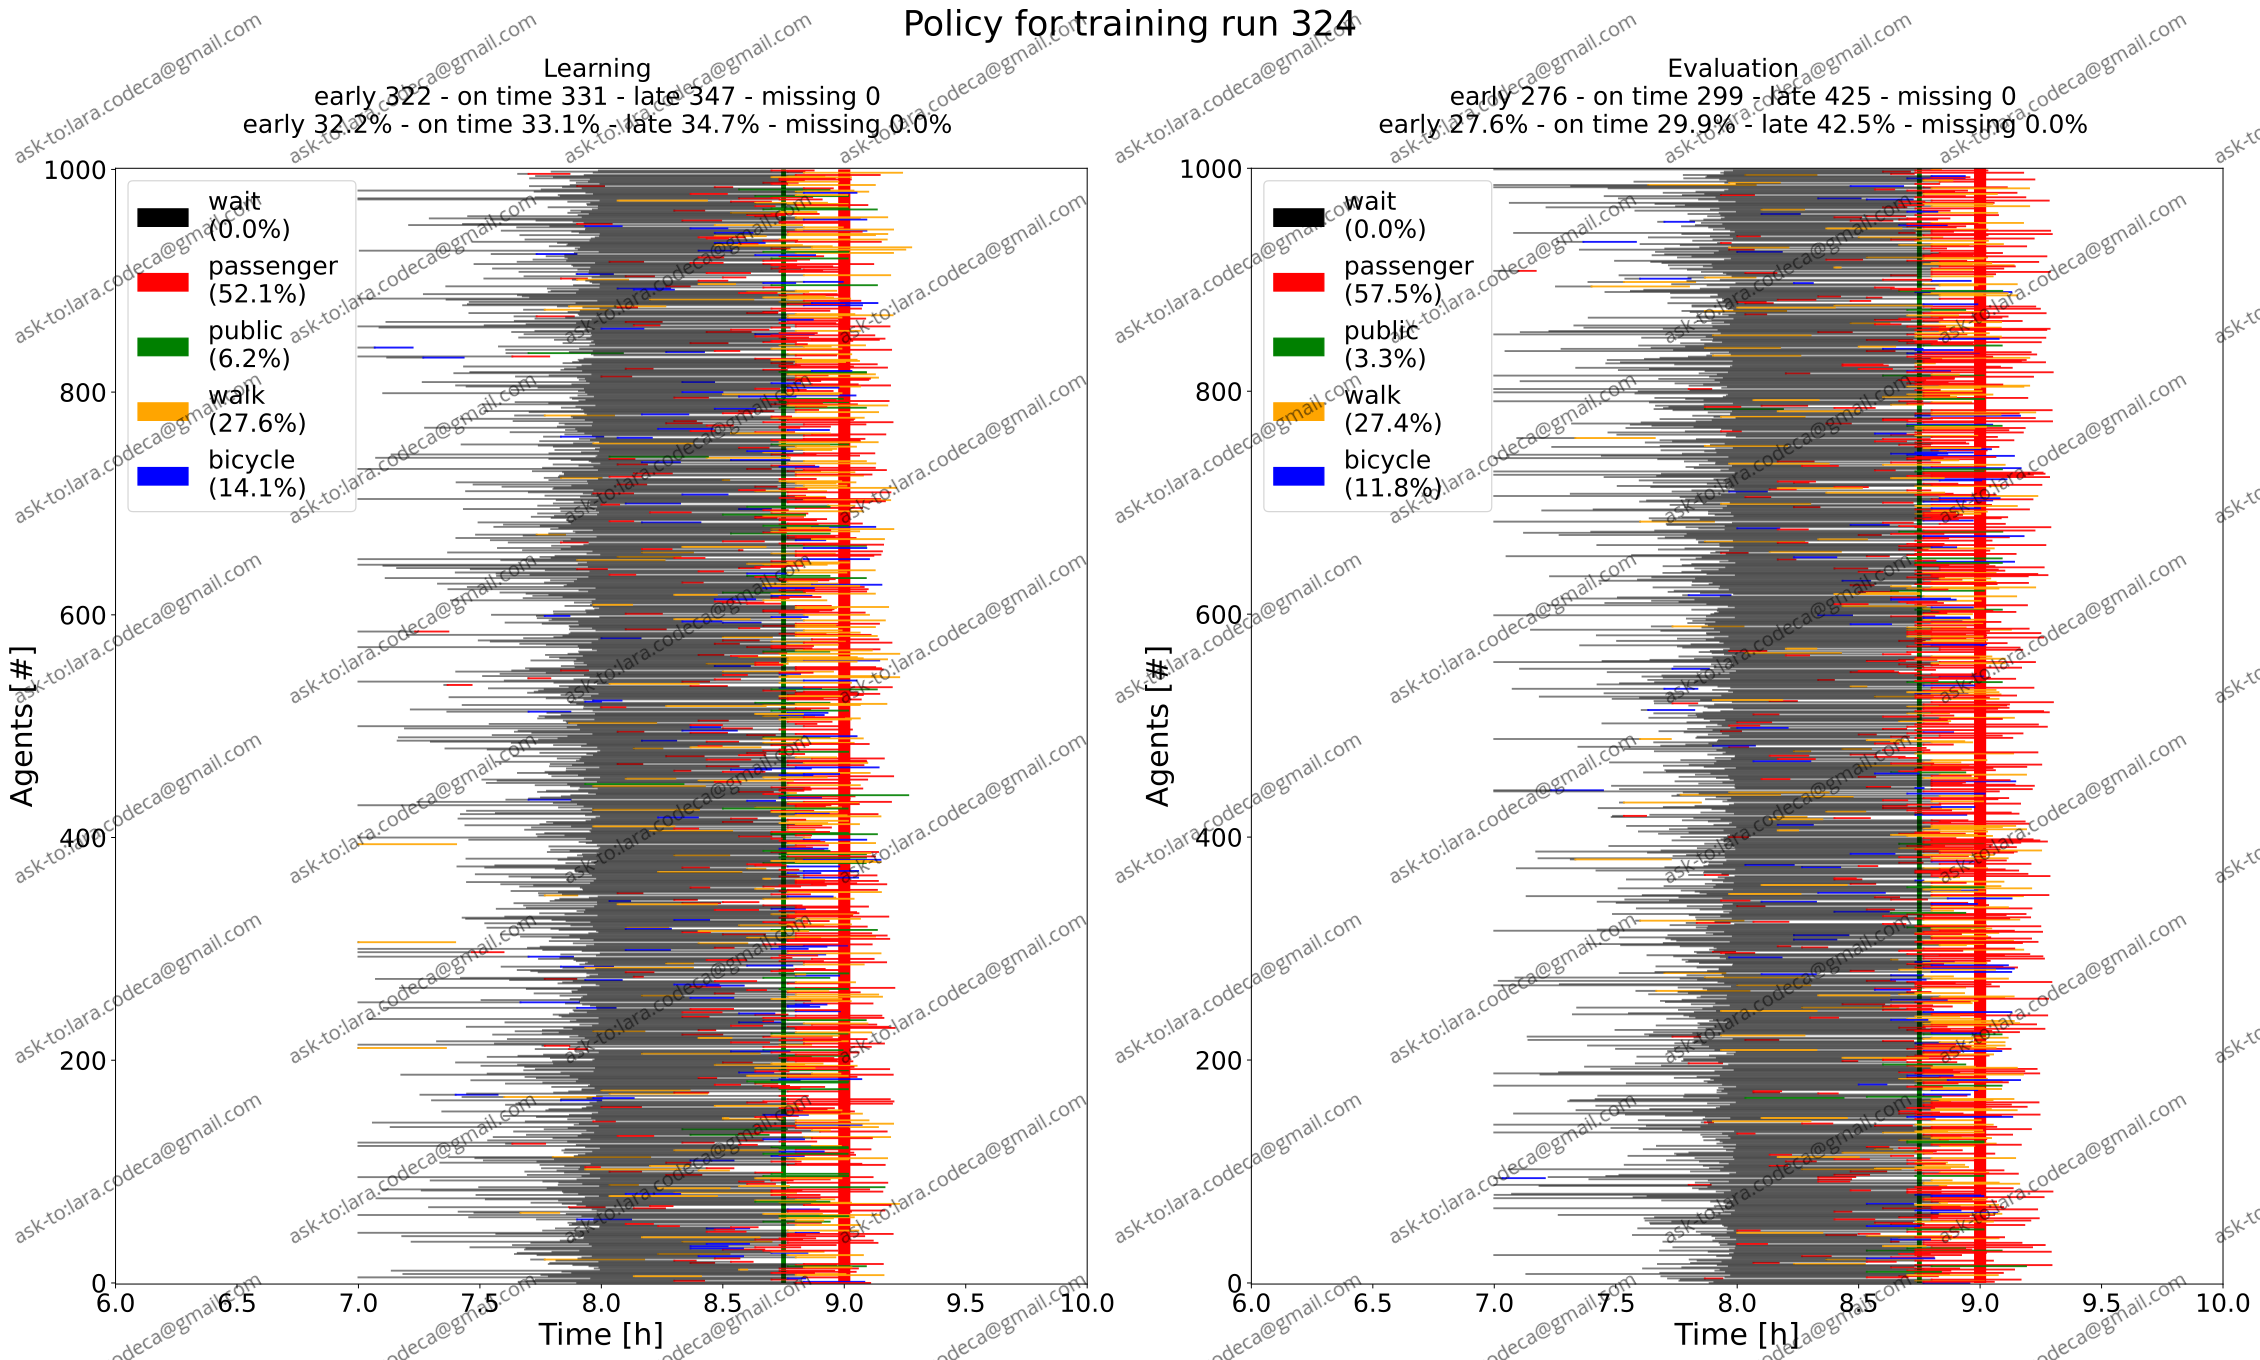 Policy for training run 324
Learning
early 322 - on time 331 - late 347 - missing 0
early 32.2% - on time 33.1% - late 34.7% - missing 0.0%
Evaluation
early 276 - on time 299 - late 425 - missing 0
early 27.6% - on time 29.9% - late 42.5% - missing 0.0%
wait
(0.0%)
passenger
(52.1%)
public
(6.2%)
walk
(27.6%)
bicycle
(14.1%)
Agents [#]
1000
800
600
400
200
0
6.0 6.5 7.0 7.5 8.0 8.5 9.0 9.5 10.0
Time [h]
wait
(0.0%)
passenger
(57.5%)
public
(3.3%)
walk
(27.4%)
bicycle
(11.8%)
Agents [#]
1000
800
600
400
200
0
6.0 6.5 7.0 7.5 8.0 8.5 9.0 9.5 10.0
Time [h]
ask-to:lara.codeca@gmail.com